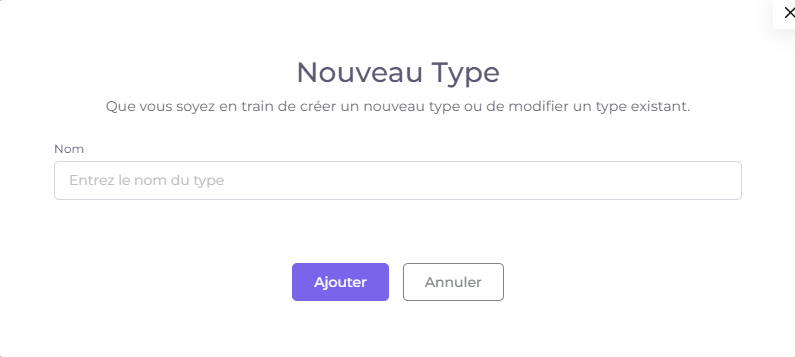 Nouveau Type
Que vous soyez en train de créer un nouveau type ou de modifier un type existant.
Nom
Entrez le nom du type
Ajouter
Annuler